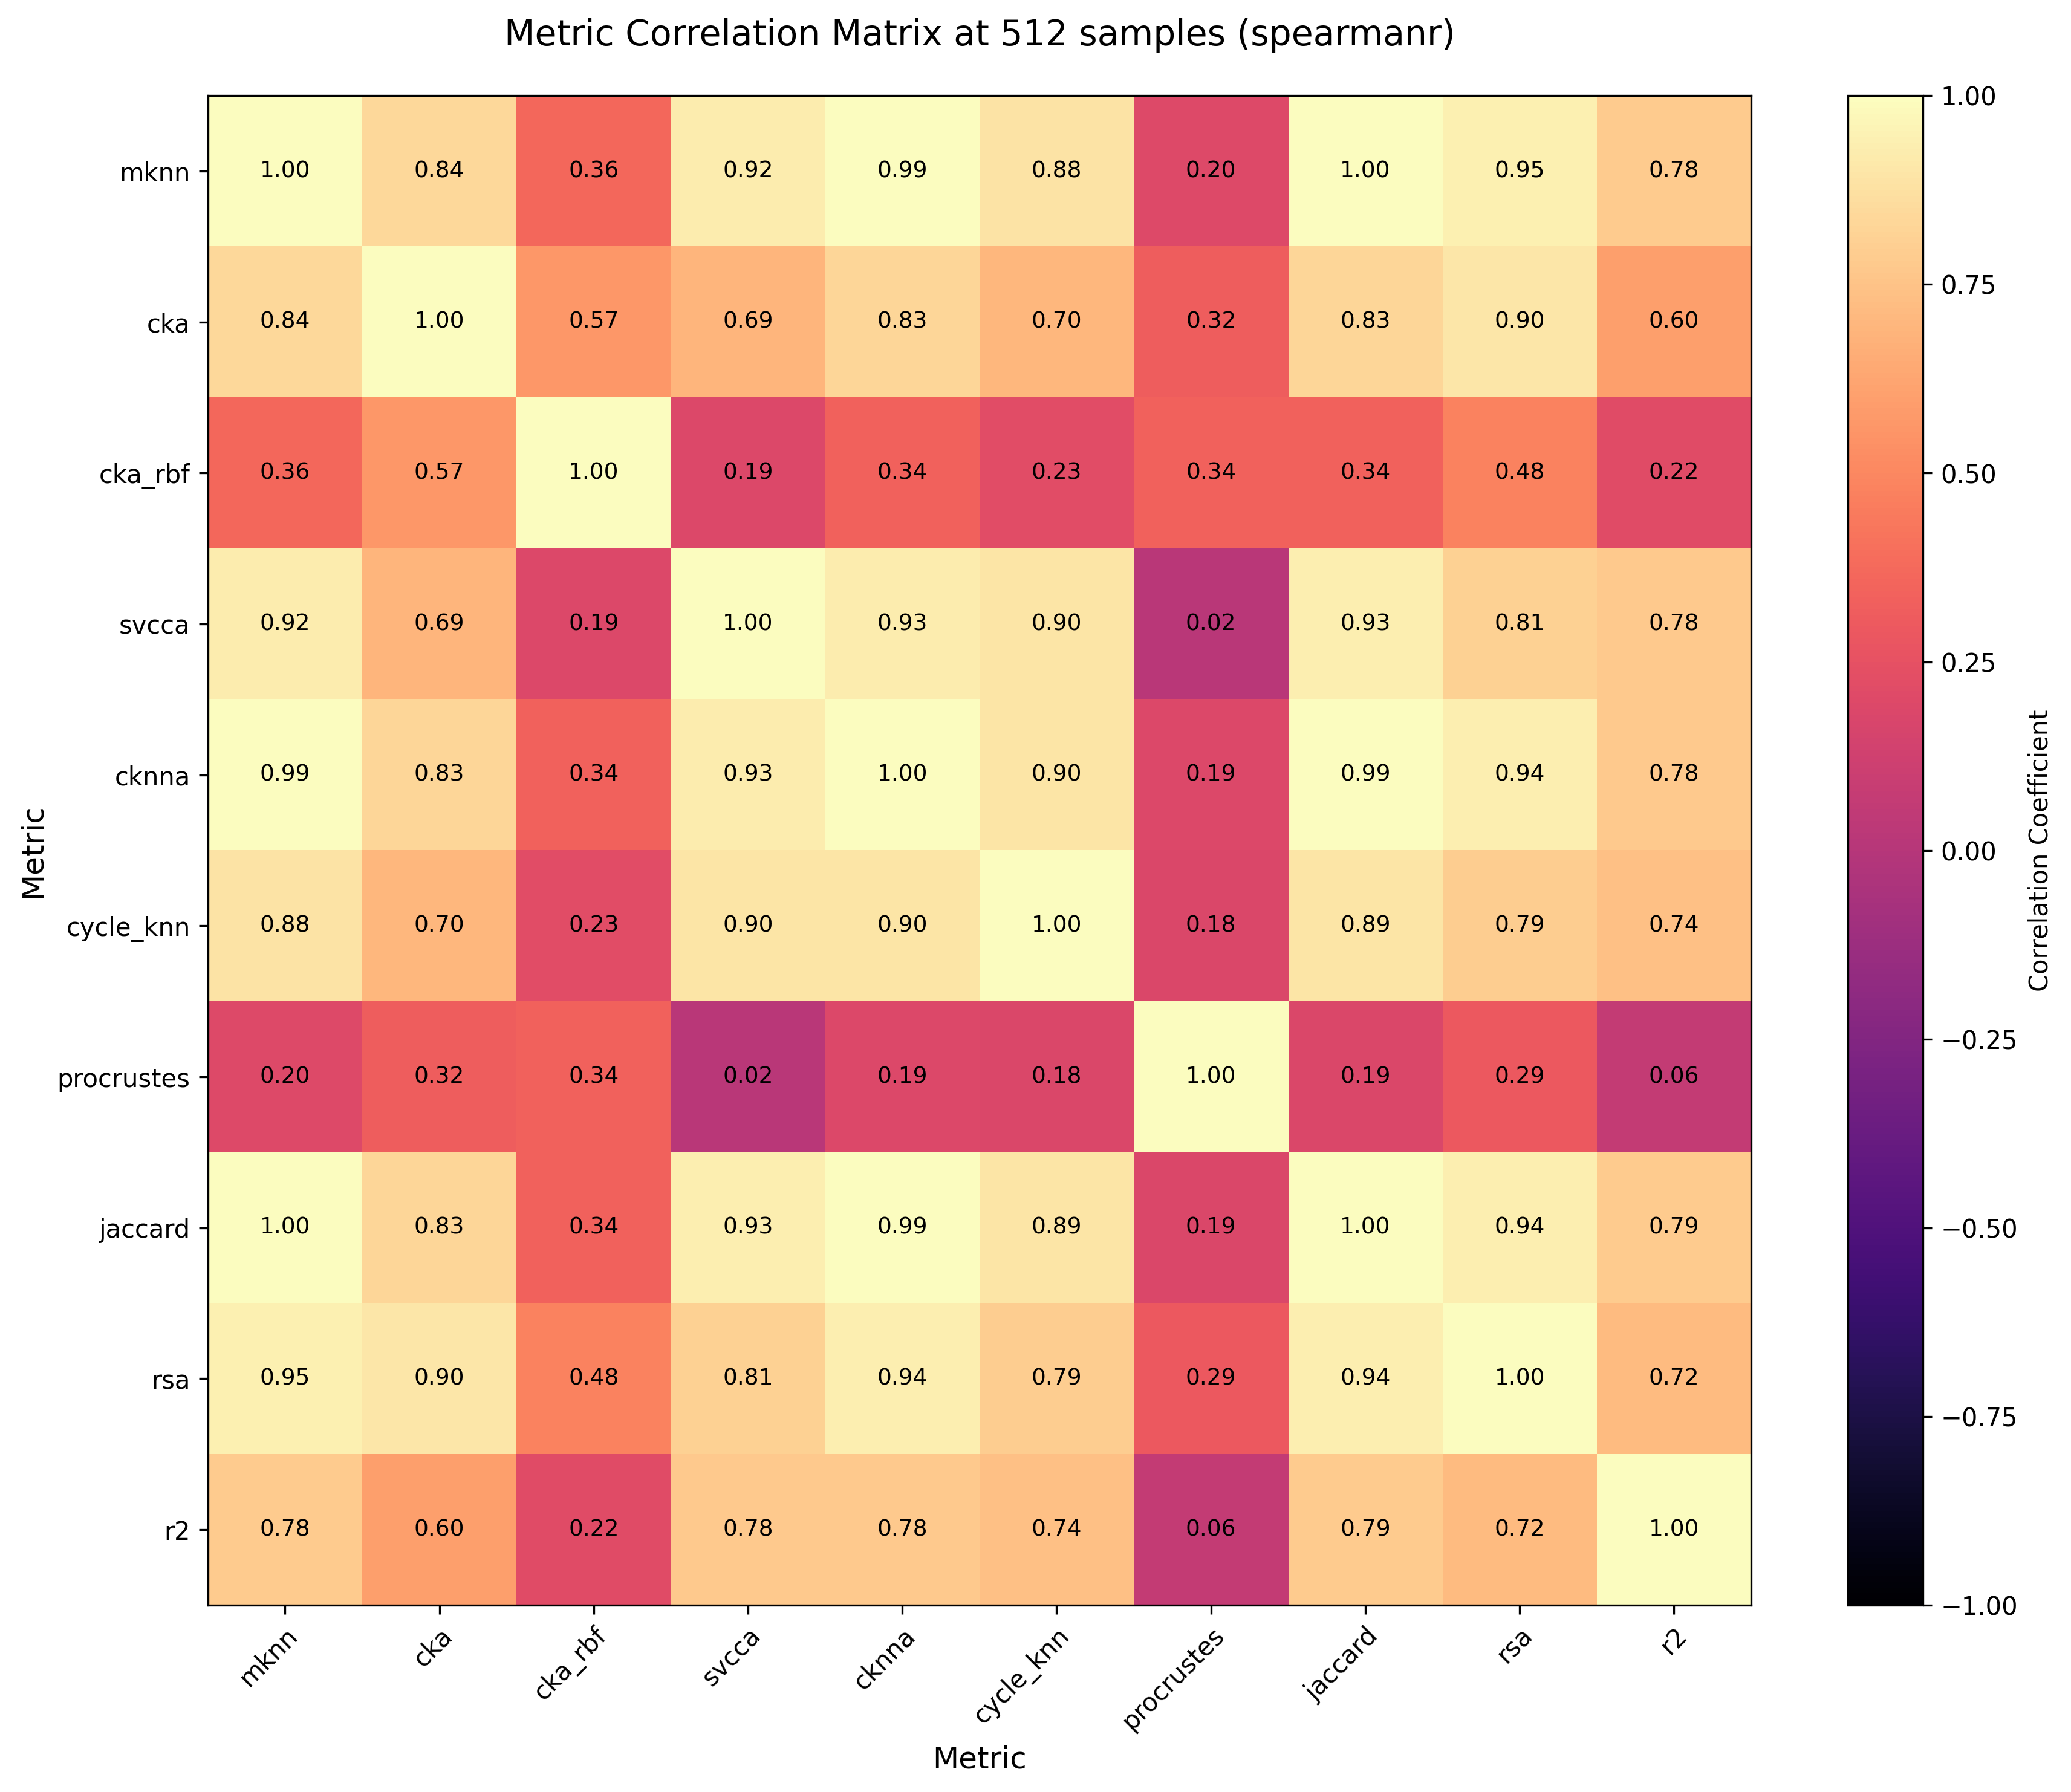 Metric Correlation Matrix at 512 samples (spearmanr)
mknn 1.00 0.84 0.36 0.92 0.99 0.88 0.20 1.00 0.95 0.78
cka 0.84 1.00 0.57 0.69 0.83 0.70 0.32 0.83 0.90 0.60
cka_rbf 0.36 0.57 1.00 0.19 0.34 0.23 0.34 0.34 0.48 0.22
svcca 0.92 0.69 0.19 1.00 0.93 0.90 0.02 0.93 0.81 0.78
cknna 0.99 0.83 0.34 0.93 1.00 0.90 0.19 0.99 0.94 0.78
cycle_knn 0.88 0.70 0.23 0.90 0.90 1.00 0.18 0.89 0.79 0.74
procrustes 0.20 0.32 0.34 0.02 0.19 0.18 1.00 0.19 0.29 0.06
jaccard 1.00 0.83 0.34 0.93 0.99 0.89 0.19 1.00 0.94 0.79
rsa 0.95 0.90 0.48 0.81 0.94 0.79 0.29 0.94 1.00 0.72
r2 0.78 0.60 0.22 0.78 0.78 0.74 0.06 0.79 0.72 1.00
mknn cka cka_rbf svcca cknna cycle_knn procrustes jaccard rsa r2
Metric
Metric
1.00
0.75
0.50
0.25
0.00
−0.25
−0.50
−0.75
−1.00
Correlation Coefficient